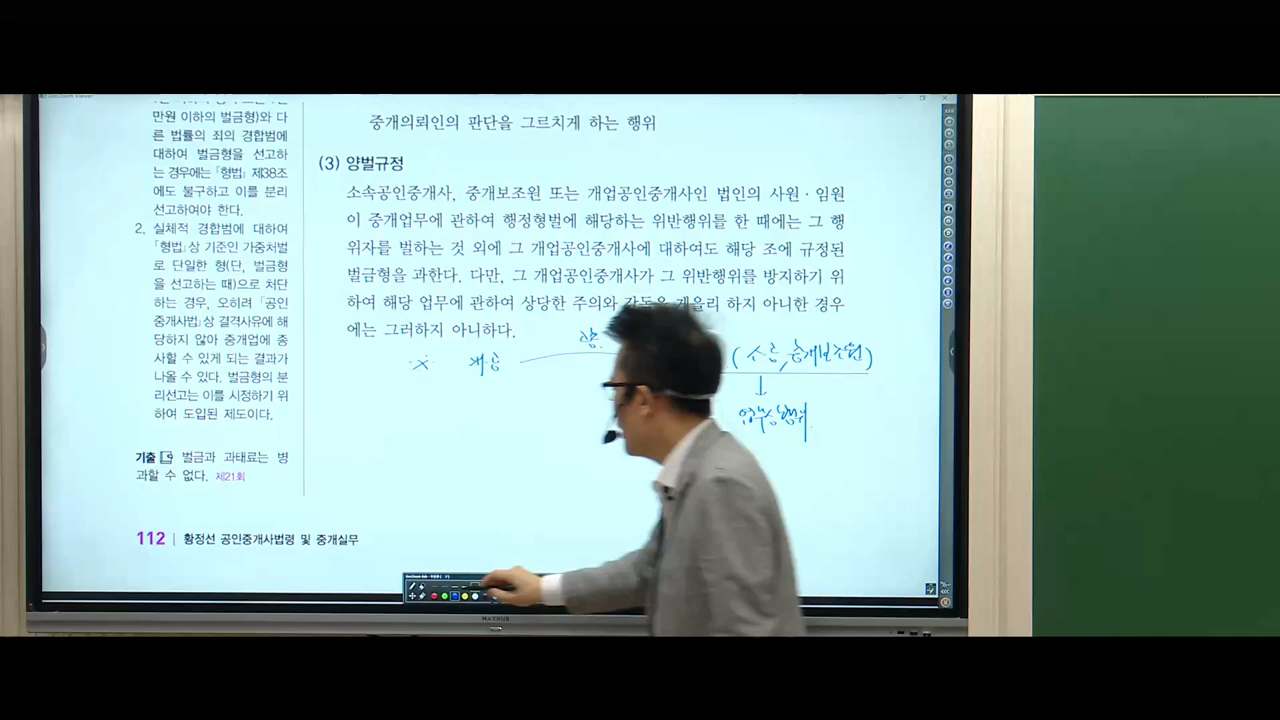 만원 이하의 벌금형)와 다
른 법률의 죄의 경합범에
대하여 벌금형을 선고하
는 경우에는 「형법」 제38조
에도 불구하고 이를 분리
선고하여야 한다.
2. 실체적 경합범에 대하여
「형법」상 기준인 가중처벌
로 단일한 형(단, 벌금형
을 선고하는 때)으로 처단
하는 경우, 오히려 「공인
중개사법」상 결격사유에 해
당하지 않아 중개업에 종
사할 수 있게 되는 결과가
나올 수 있다. 벌금형의 분
리선고는 이를 시정하기 위
하여 도입된 제도이다.
기출 벌금과 과태료는 병
과할 수 없다. 제21회
중개의뢰인의 판단을 그르치게 하는 행위
(3) 양벌규정
소속공인중개사, 중개보조원 또는 개업공인중개사인 법인의 사원·임원
이 중개업무에 관하여 행정형벌에 해당하는 위반행위를 한 때에는 그 행
위자를 벌하는 것 외에 그 개업공인중개사에 대하여도 해당 조에 규정된
벌금형을 과한다. 다만, 그 개업공인중개사가 그 위반행위를 방지하기 위
하여 해당 업무에 관하여 상당한 주의와 감독을 게을리 하지 아니한 경우
에는 그러하지 아니하다.
(소공, 중개보조원)
↓
업무상행위
112 | 황정선 공인중개사법령 및 중개실무
MAXHUB